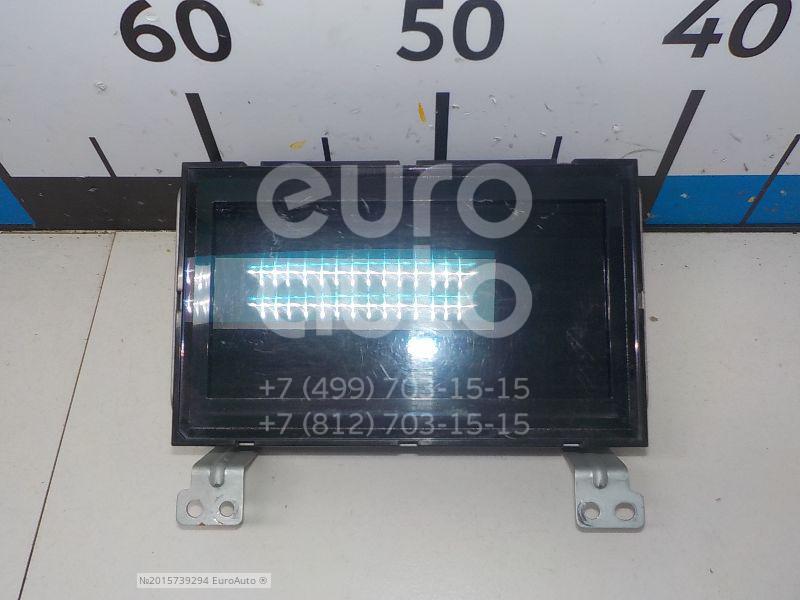 60 50 40
euro
auto
+7 (499) 703-15-15
+7 (812) 703-15-15
№2015739294 EuroAuto ®